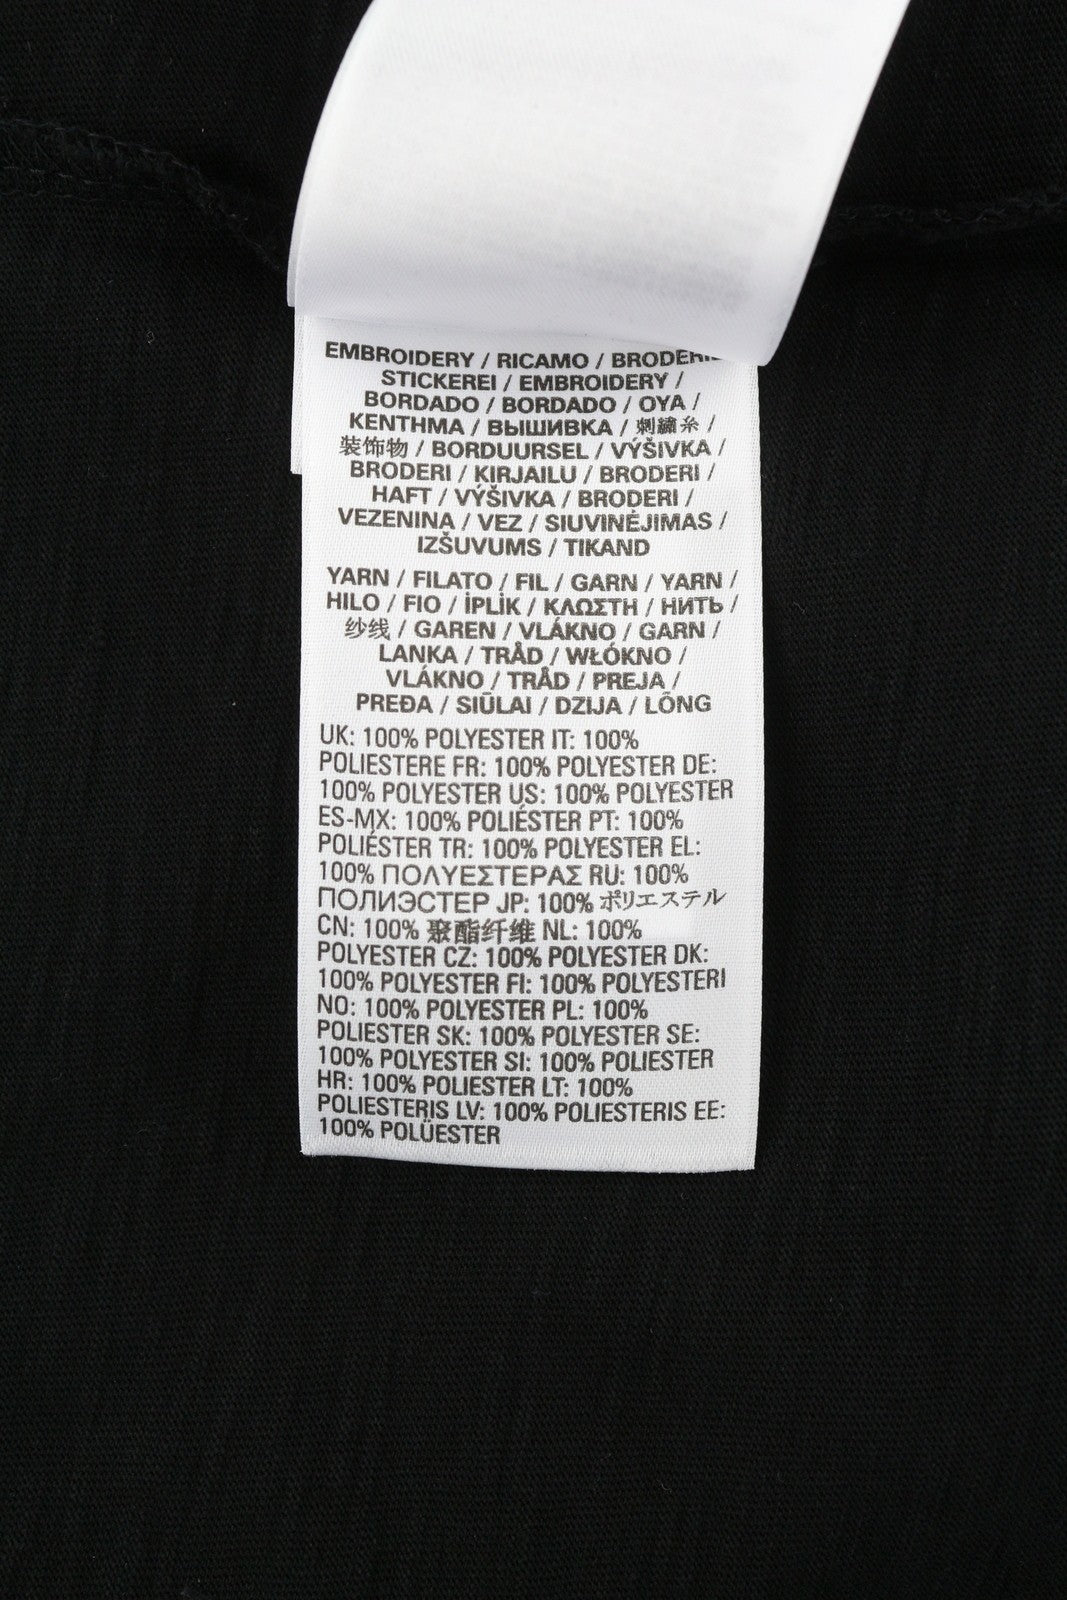 EMBROIDERY / RICAMO / BRODERIE
STICKEREI / EMBROIDERY /
BORDADO / BORDADO / OYA /
ΚΕΝΤΗΜΑ / ВЫШИВКА / 刺繍糸 /
装饰物 / BORDUURSEL / VÝŠIVKA /
BRODERI / KIRJAILU / BRODERI /
HAFT / VÝŠIVKA / BRODERI /
VEZENINA / VEZ / SIUVINĖJIMAS /
IZŠUVUMS / TIKAND
YARN / FILATO / FIL / GARN / YARN /
HILO / FIO / İPLİK / ΚΛΩΣΤΗ / НИТЬ /
纱线 / GAREN / VLÁKNO / GARN /
LANKA / TRÅD / WŁÓKNO /
VLÁKNO / TRÅD / PREJA /
PREĐA / SIŪLAI / DZIJA / LÕNG
UK: 100% POLYESTER IT: 100%
POLIESTERE FR: 100% POLYESTER DE:
100% POLYESTER US: 100% POLYESTER
ES-MX: 100% POLIÉSTER PT: 100%
POLIÉSTER TR: 100% POLYESTER EL:
100% ΠΟΛΥΕΣΤΕΡΑΣ RU: 100%
ПОЛИЭСТЕР JP: 100% ポリエステル
CN: 100% 聚酯纤维 NL: 100%
POLYESTER CZ: 100% POLYESTER DK:
100% POLYESTER FI: 100% POLYESTERI
NO: 100% POLYESTER PL: 100%
POLIESTER SK: 100% POLYESTER SE:
100% POLYESTER SI: 100% POLIESTER
HR: 100% POLIESTER LT: 100%
POLIESTERIS LV: 100% POLIESTERIS EE:
100% POLÜESTER